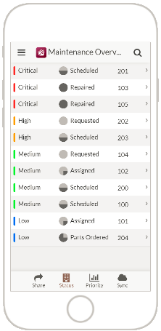 Maintenance Overv...
Critical Scheduled 201
Critical Repaired 103
Critical Repaired 105
High Requested 202
High Scheduled 203
Medium Requested 104
Medium Assigned 102
Medium Scheduled 200
Medium Scheduled 100
Low Assigned 101
Low Parts Ordered 204
Share Status Priority Sync